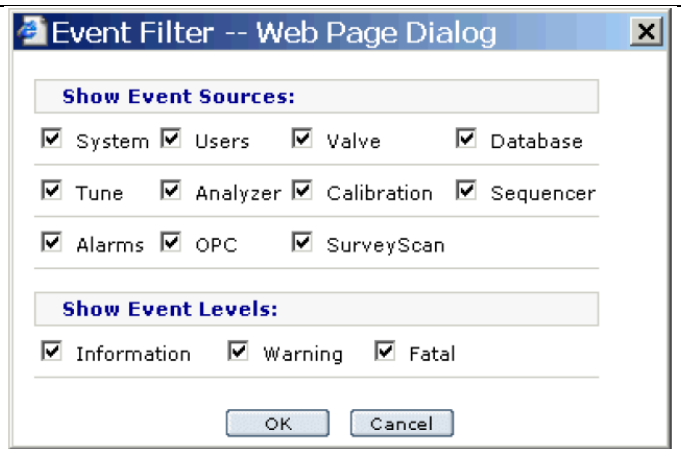 Event Filter -- Web Page Dialog
Show Event Sources:
System Users Valve Database
Tune Analyzer Calibration Sequencer
Alarms OPC SurveyScan
Show Event Levels:
Information Warning Fatal
OK Cancel